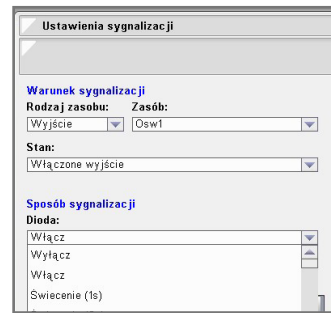 Ustawienia sygnalizacji
Warunek sygnalizacji
Rodzaj zasobu: Zasób:
Wyjście Osw1
Stan:
Włączone wyjście
Sposób sygnalizacji
Dioda:
Włącz
Wyłącz
Włącz
Świecenie (1s)